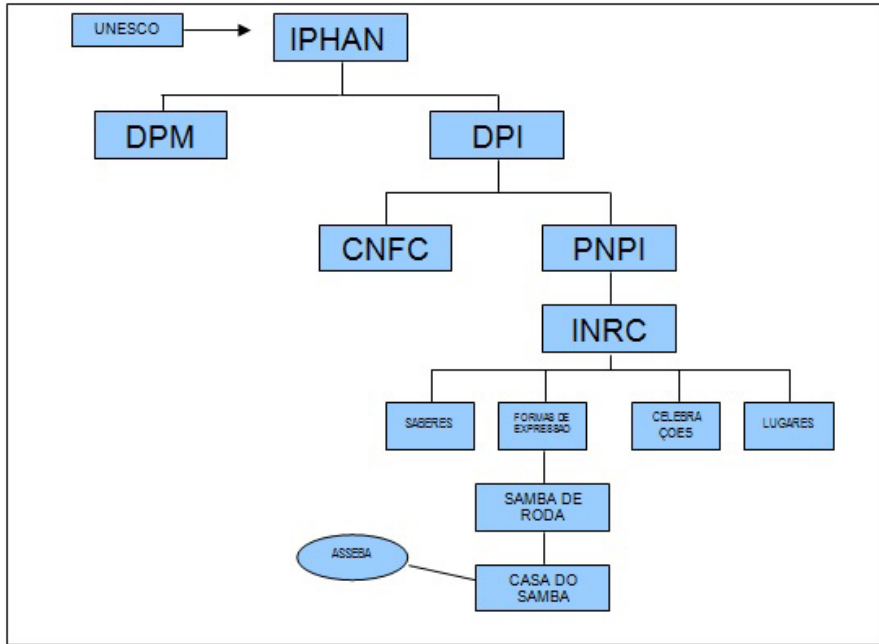 UNESCO
IPHAN
DPM
DPI
CNFC
PNPI
INRC
SABERES
FORMAS DE
EXPRESSAO
CELEBRA
ÇOES
LUGARES
SAMBA DE
RODA
ASSEBA
CASA DO
SAMBA